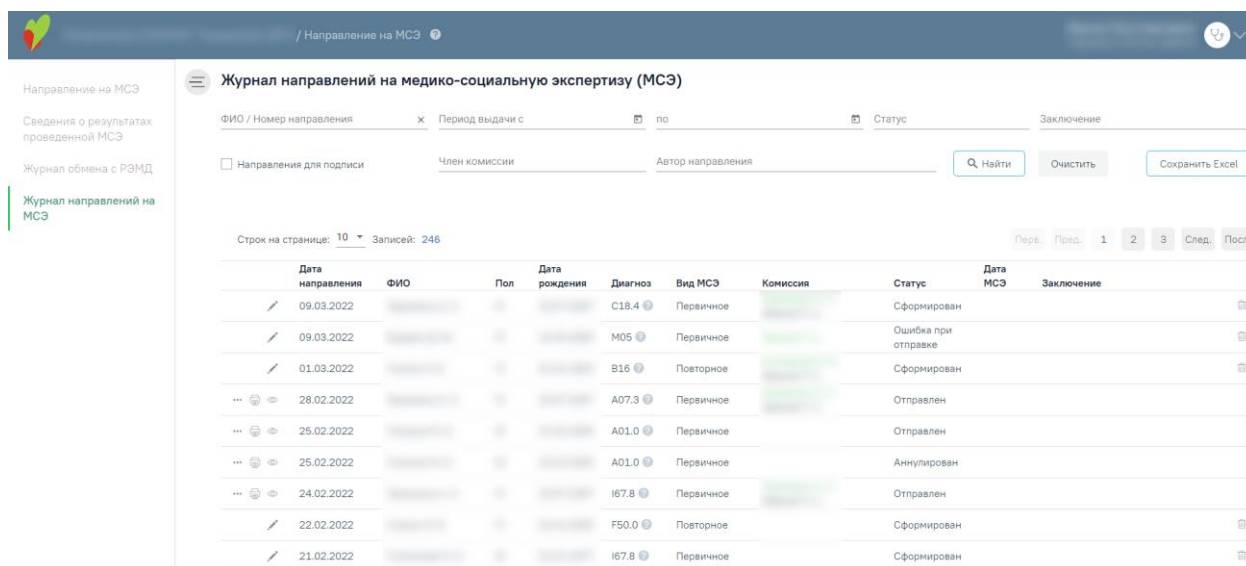 / Направление на МСЭ ?
Направление на МСЭ
Сведения о результатах
проведенной МСЭ
Журнал обмена с РЭМД
Журнал направлений на
МСЭ
Журнал направлений на медико-социальную экспертизу (МСЭ)
ФИО / Номер направления × Период выдачи с по Статус Заключение
Направления для подписи Член комиссии Автор направления Найти Очистить Сохранить Excel
Строк на странице: 10 Записей: 246 Перв. Пред. 1 2 3 След. Посл
Дата направления ФИО Пол Дата рождения Диагноз Вид МСЭ Комиссия Статус Дата МСЭ Заключение
09.03.2022 C18.4 ? Первичное Сформирован
09.03.2022 M05 ? Первичное Ошибка при отправке
01.03.2022 B16 ? Повторное Сформирован
28.02.2022 A07.3 ? Первичное Отправлен
25.02.2022 A01.0 ? Первичное Отправлен
25.02.2022 A01.0 ? Первичное Аннулирован
24.02.2022 I67.8 ? Первичное Отправлен
22.02.2022 F50.0 ? Повторное Сформирован
21.02.2022 I67.8 ? Первичное Сформирован